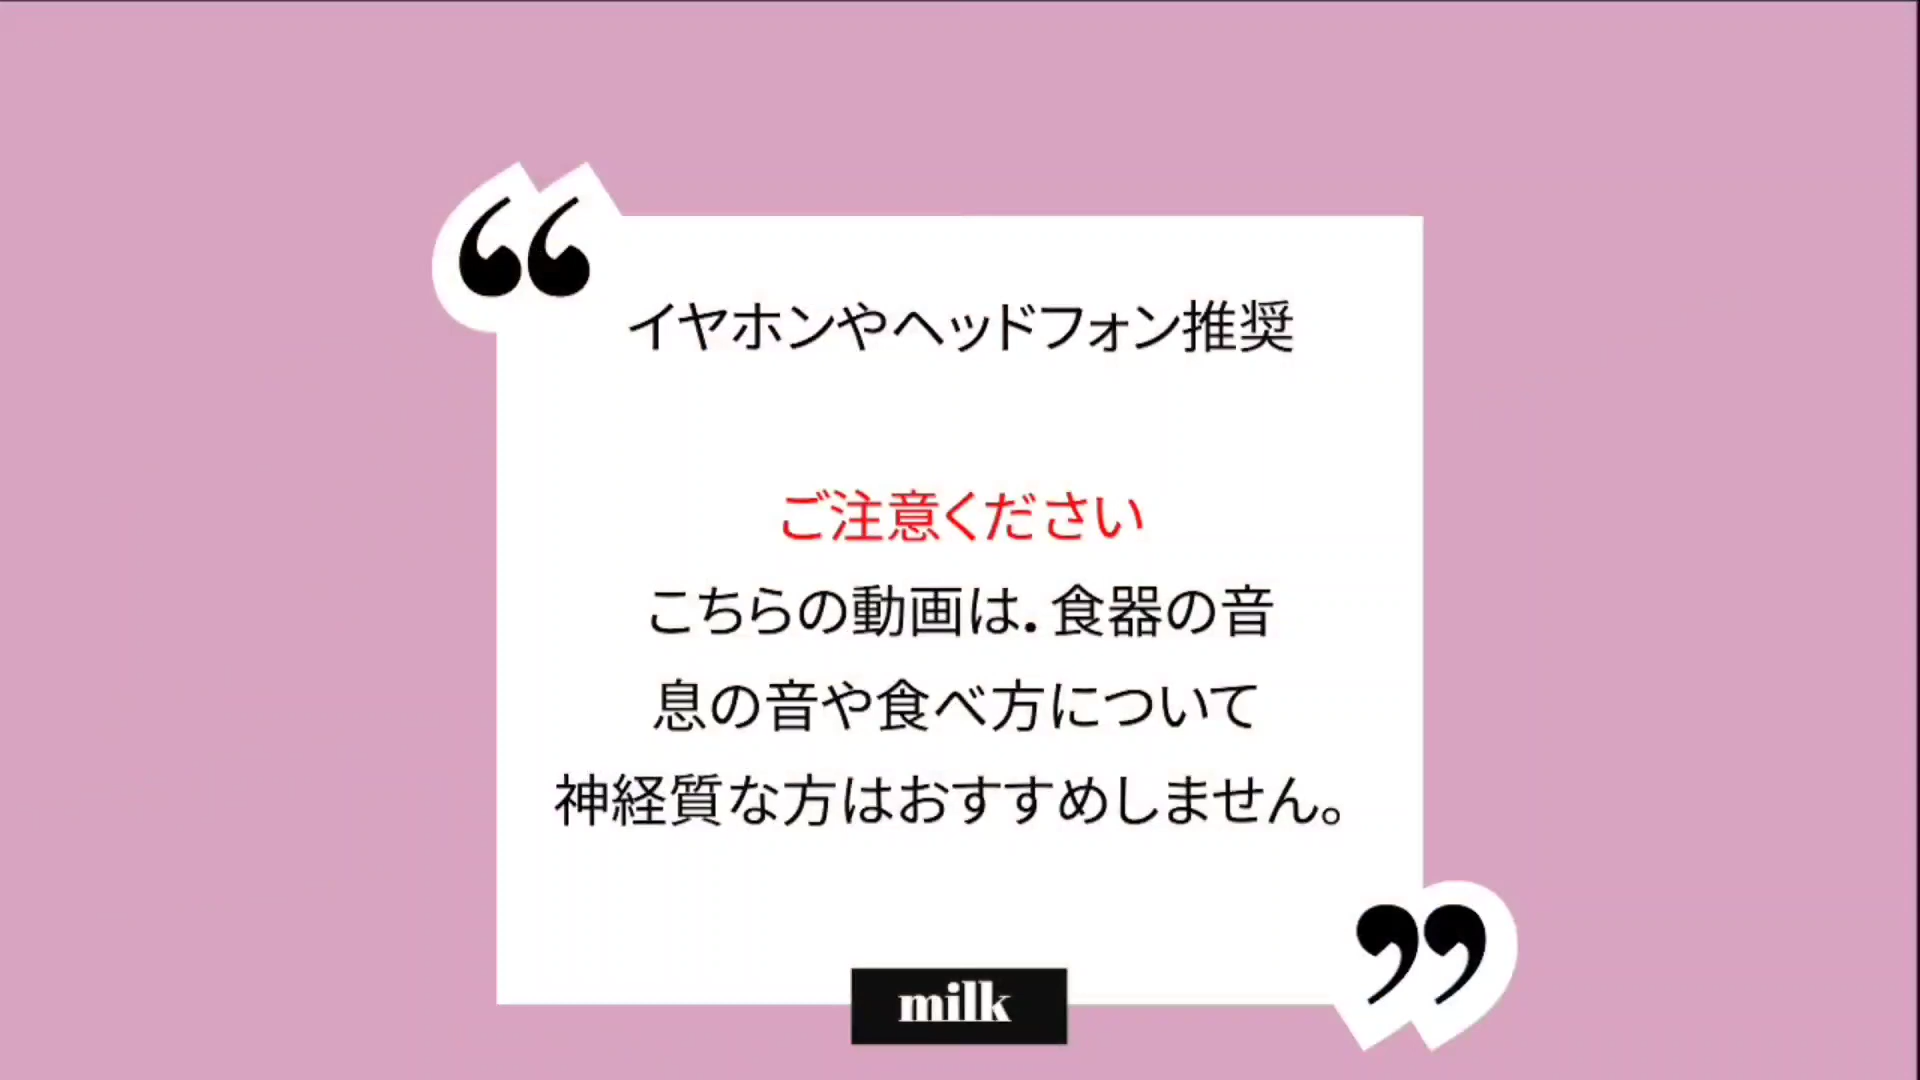 “
イヤホンやヘッドフォン推奨
ご注意ください
こちらの動画は.食器の音
息の音や食べ方について
神経質な方はおすすめしません。
”
milk